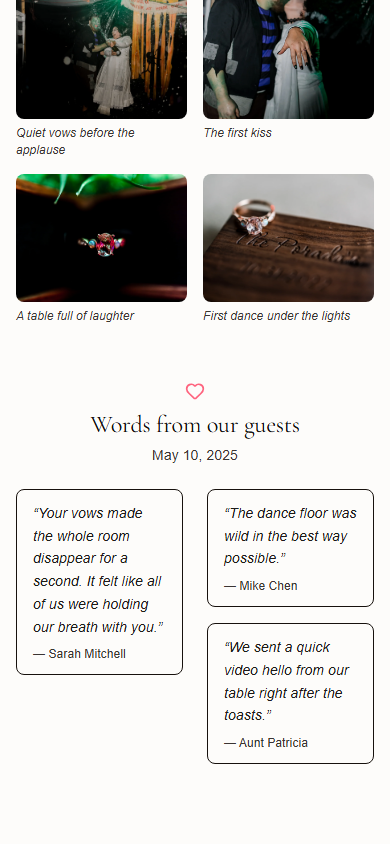 Quiet vows before the
applause
The first kiss
A table full of laughter
First dance under the lights
Words from our guests
May 10, 2025
“Your vows made
the whole room
disappear for a
second. It felt like all
of us were holding
our breath with you.”
— Sarah Mitchell
“The dance floor was
wild in the best way
possible.”
— Mike Chen
“We sent a quick
video hello from our
table right after the
toasts.”
— Aunt Patricia